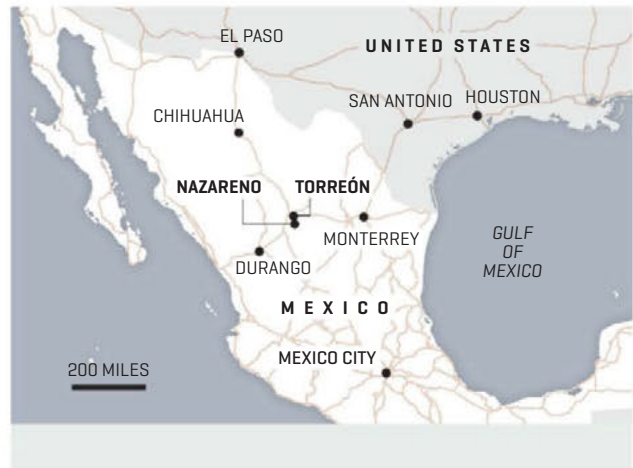 EL PASO
UNITED STATES
SAN ANTONIO
HOUSTON
CHIHUAHUA
NAZARENO
TORREÓN
MONTERREY
GULF
OF
MEXICO
DURANGO
MEXICO
MEXICO CITY
200 MILES